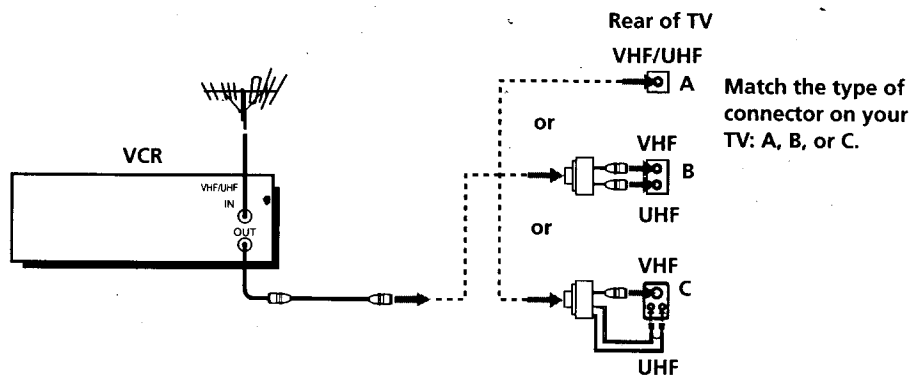 Rear of TV
VHF/UHF
A
Match the type of
connector on your
TV: A, B, or C.
or
VCR
VHF
B
VHF/UHF
IN
UHF
OUT
or
VHF
C
UHF